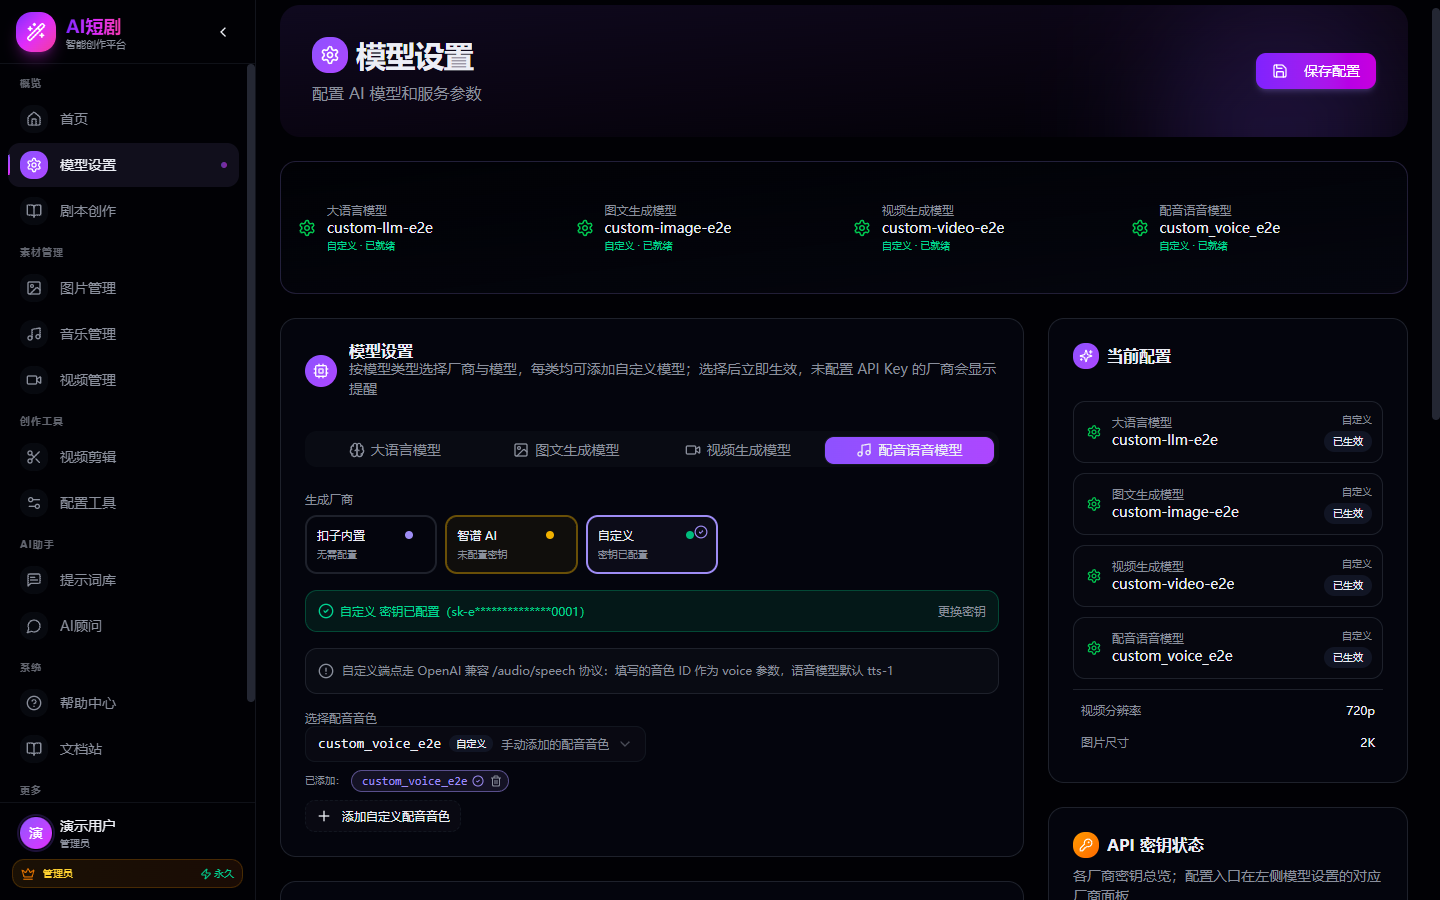 AI短剧
智能创作平台
概览
首页
模型设置
剧本创作
素材管理
图片管理
音乐管理
视频管理
创作工具
视频剪辑
配置工具
AI助手
提示词库
AI顾问
系统
帮助中心
文档站
更多
演
演示用户
管理员
管理员
永久
模型设置
配置 AI 模型和服务参数
保存配置
大语言模型
custom-llm-e2e
自定义 · 已就绪
图文生成模型
custom-image-e2e
自定义 · 已就绪
视频生成模型
custom-video-e2e
自定义 · 已就绪
配音语音模型
custom_voice_e2e
自定义 · 已就绪
模型设置
按模型类型选择厂商与模型，每类均可添加自定义模型；选择后立即生效，未配置 API Key 的厂商会显示
提醒
大语言模型
图文生成模型
视频生成模型
配音语音模型
生成厂商
扣子内置
无需配置
智谱 AI
未配置密钥
自定义
密钥已配置
自定义 密钥已配置（sk-e**************0001）
更换密钥
自定义端点走 OpenAI 兼容 /audio/speech 协议：填写的音色 ID 作为 voice 参数，语音模型默认 tts-1
选择配音音色
custom_voice_e2e 自定义 手动添加的配音音色
已添加：
custom_voice_e2e
添加自定义配音音色
当前配置
大语言模型
自定义
custom-llm-e2e
已生效
图文生成模型
自定义
custom-image-e2e
已生效
视频生成模型
自定义
custom-video-e2e
已生效
配音语音模型
自定义
custom_voice_e2e
已生效
视频分辨率
720p
图片尺寸
2K
API 密钥状态
各厂商密钥总览；配置入口在左侧模型设置的对应
厂商面板